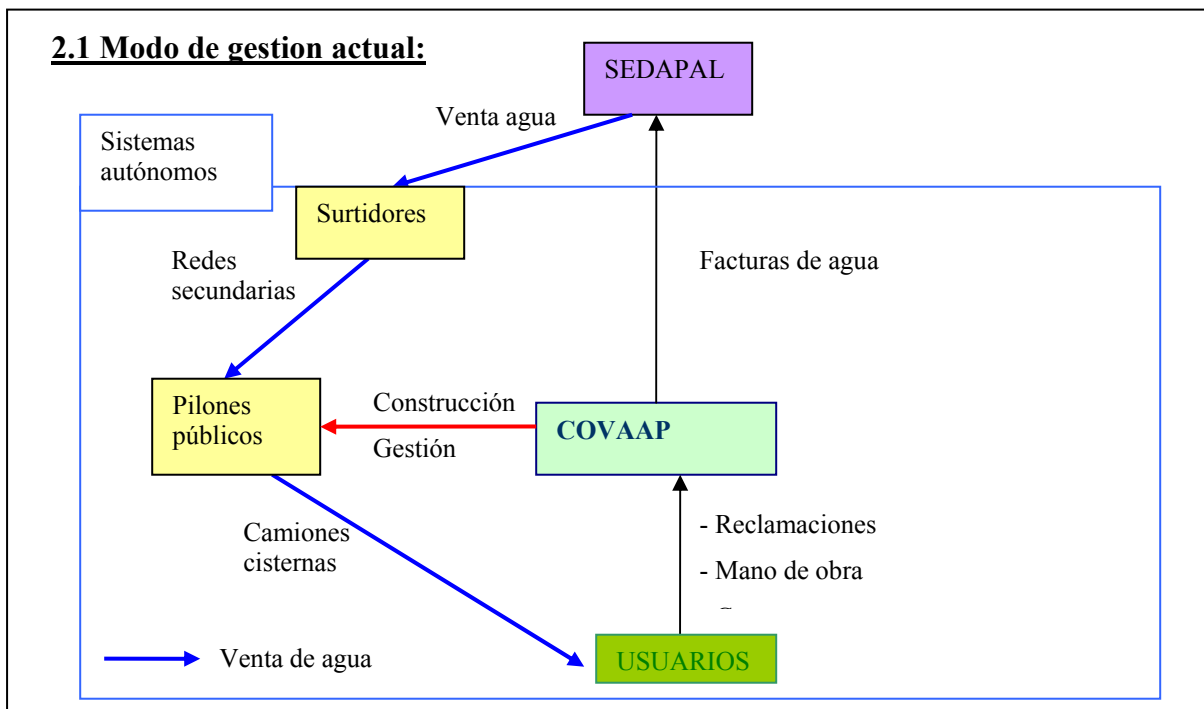 2.1 Modo de gestion actual:
SEDAPAL
Venta agua
Sistemas
autónomos
Surtidores
Redes
secundarias
Facturas de agua
Pilones
públicos
Construcción
Gestión
COVAAP
Camiones
cisternas
- Reclamaciones
- Mano de obra
Venta de agua
USUARIOS